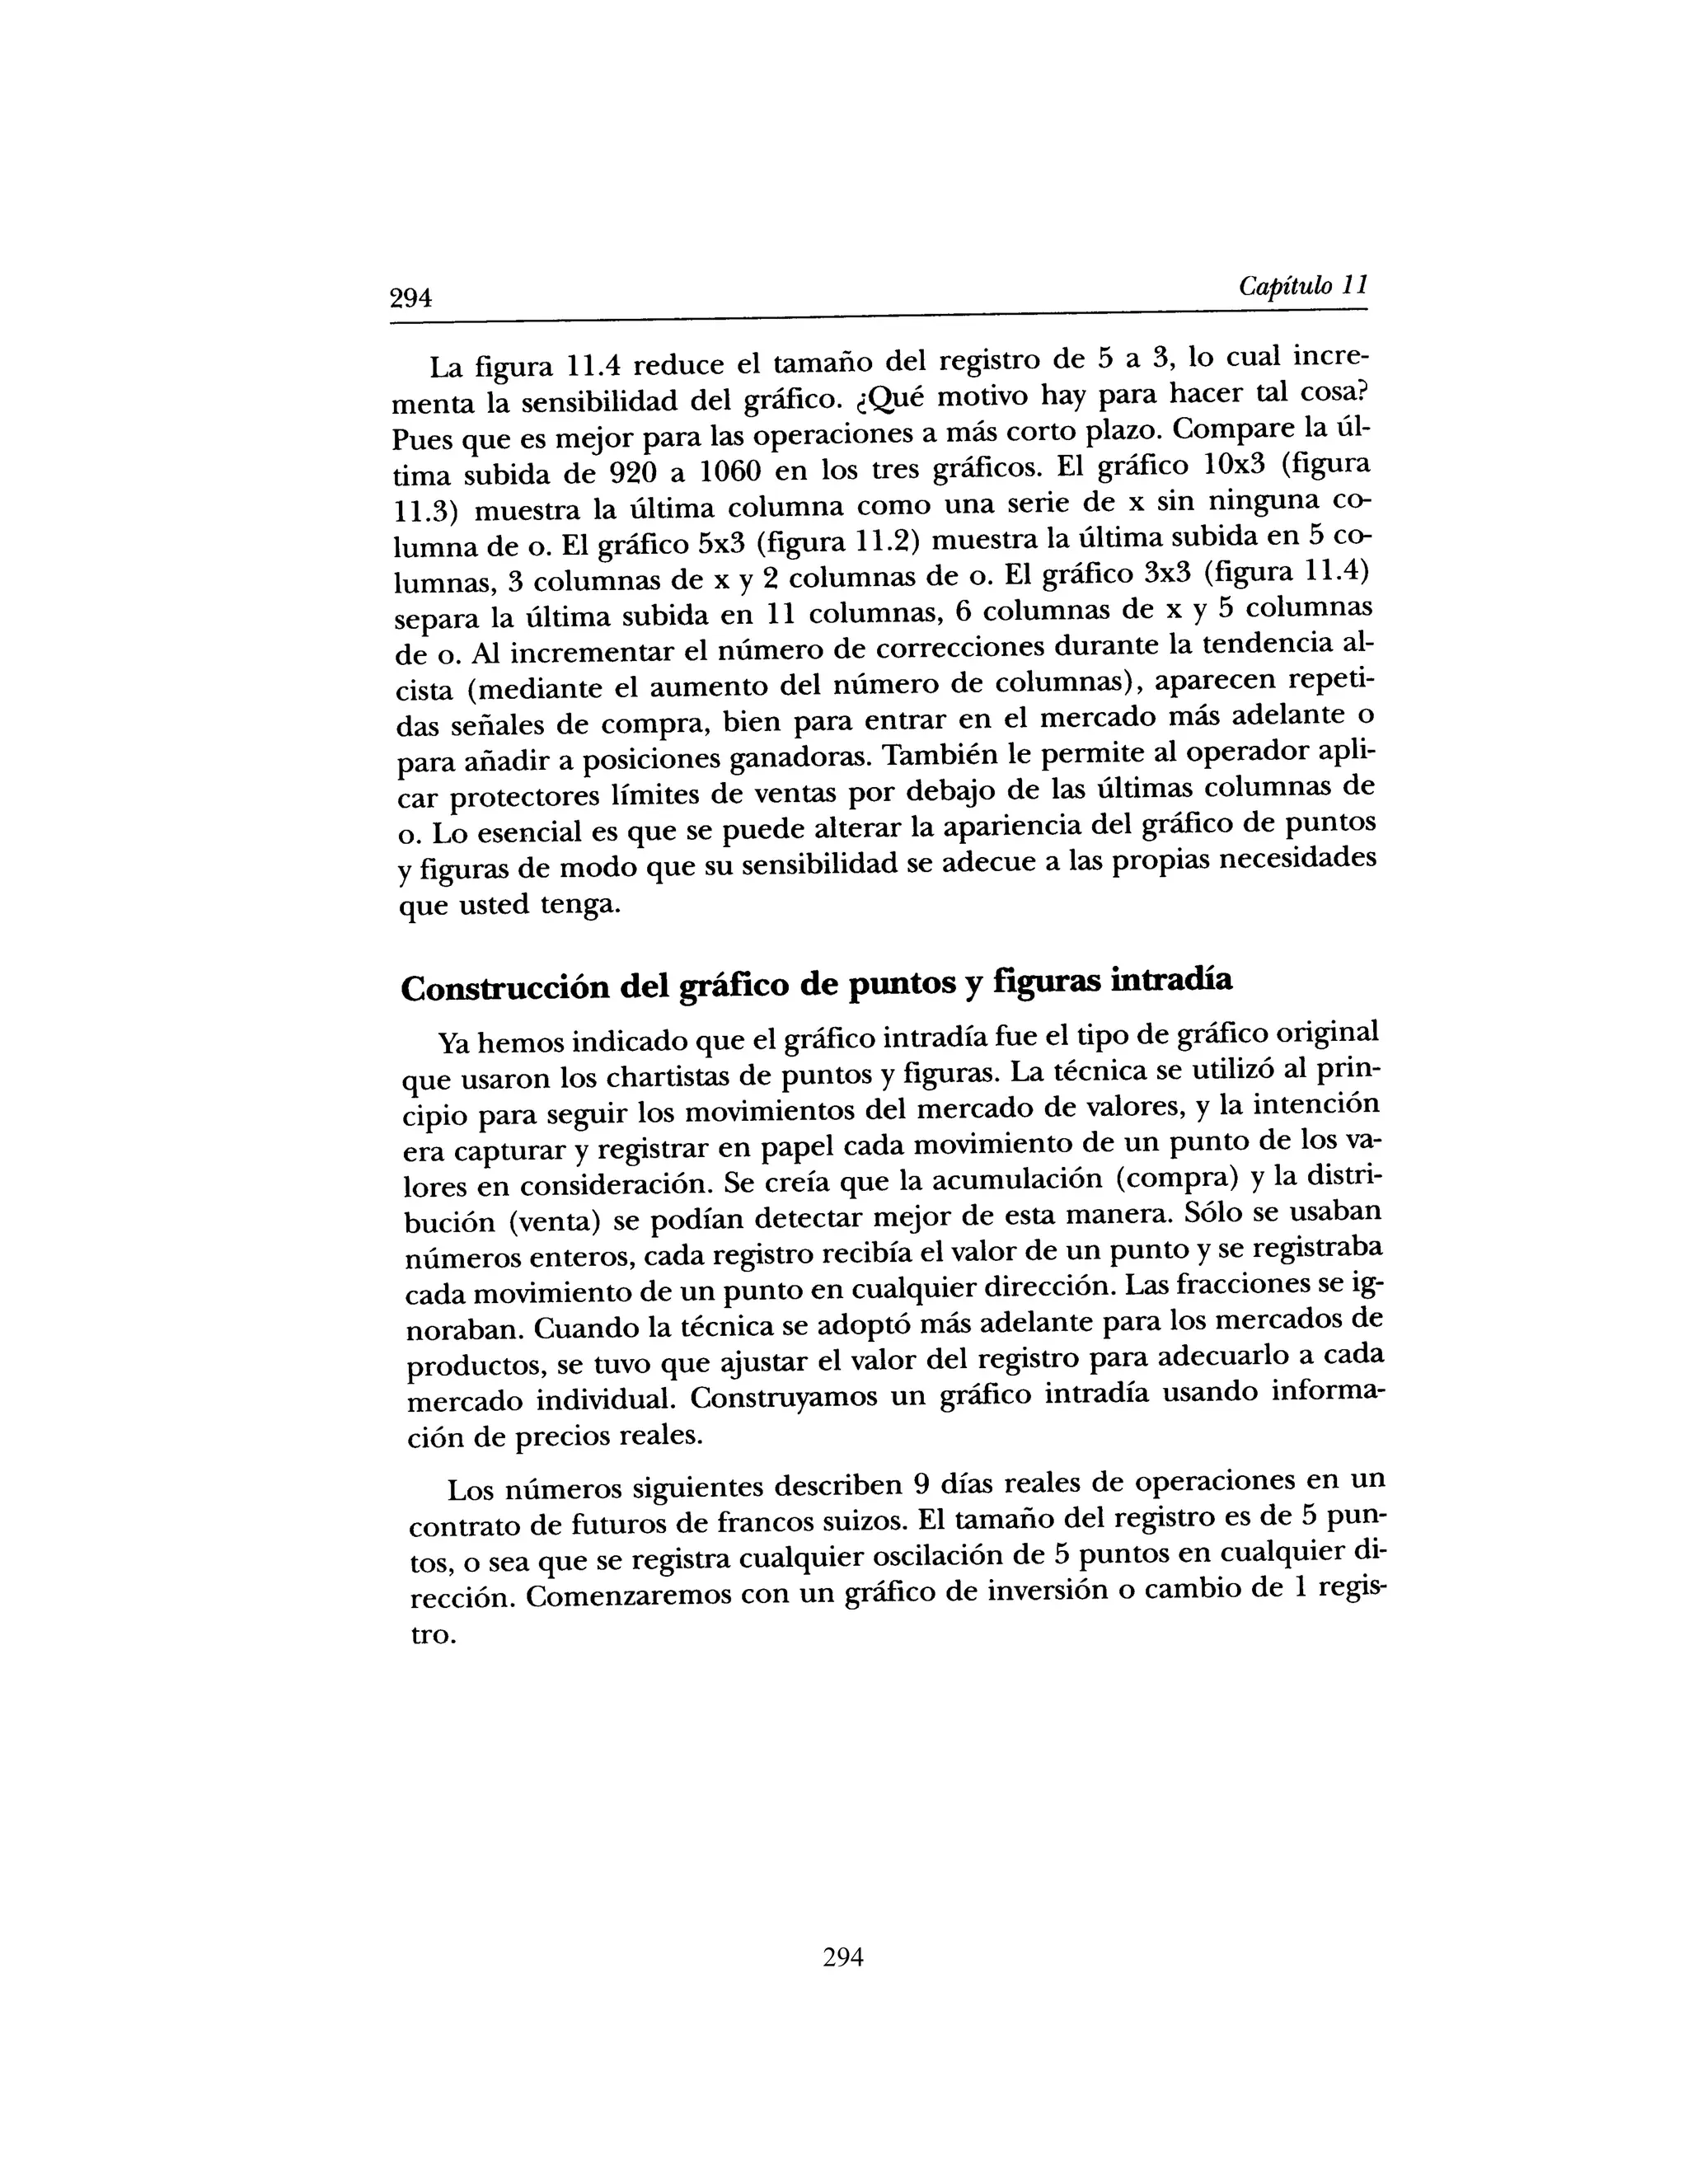 294
Capítulo 11
La figura 11.4 reduce el tamaño del registro de 5 a 3, lo cual incre-
menta la sensibilidad del gráfico. ¿Qué motivo hay para hacer tal cosa?
Pues que es mejor para las operaciones a más corto plazo. Compare la úl-
tima subida de 920 a 1060 en los tres gráficos. El gráfico 10x3 (figura
11.3) muestra la última columna como una serie de x sin ninguna co-
lumna de o. El gráfico 5x3 (figura 11.2) muestra la última subida en 5 co-
lumnas, 3 columnas de x y 2 columnas de o. El gráfico 3x3 (figura 11.4)
separa la última subida en 11 columnas, 6 columnas de x y 5 columnas
de o. Al incrementar el número de correcciones durante la tendencia al-
cista (mediante el aumento del número de columnas), aparecen repeti-
das señales de compra, bien para entrar en el mercado más adelante o
para añadir a posiciones ganadoras. También le permite al operador apli-
car protectores límites de ventas por debajo de las últimas columnas de
o. Lo esencial es que se puede alterar la apariencia del gráfico de puntos
y figuras de modo que su sensibilidad se adecue a las propias necesidades
que usted tenga.
Construcción del gráfico de puntos y figuras intradía
Ya hemos indicado que el gráfico intradía fue el tipo de gráfico original
que usaron los chartistas de puntos y figuras. La técnica se utilizó al prin-
cipio para seguir los movimientos del mercado de valores, y la intención
era capturar y registrar en papel cada movimiento de un punto de los va-
lores en consideración. Se creía que la acumulación (compra) y la distri-
bución (venta) se podían detectar mejor de esta manera. Sólo se usaban
números enteros, cada registro recibía el valor de un punto y se registraba
cada movimiento de un punto en cualquier dirección. Las fracciones se ig-
noraban. Cuando la técnica se adoptó más adelante para los mercados de
productos, se tuvo que ajustar el valor del registro para adecuarlo a cada
mercado individual. Construyamos un gráfico intradía usando informa-
ción de precios reales.
Los números siguientes describen 9 días reales de operaciones en un
contrato de futuros de francos suizos. El tamaño del registro es de 5 pun-
tos, o sea que se registra cualquier oscilación de 5 puntos en cualquier di-
rección. Comenzaremos con un gráfico de inversión o cambio de 1 regis-
tro.
294